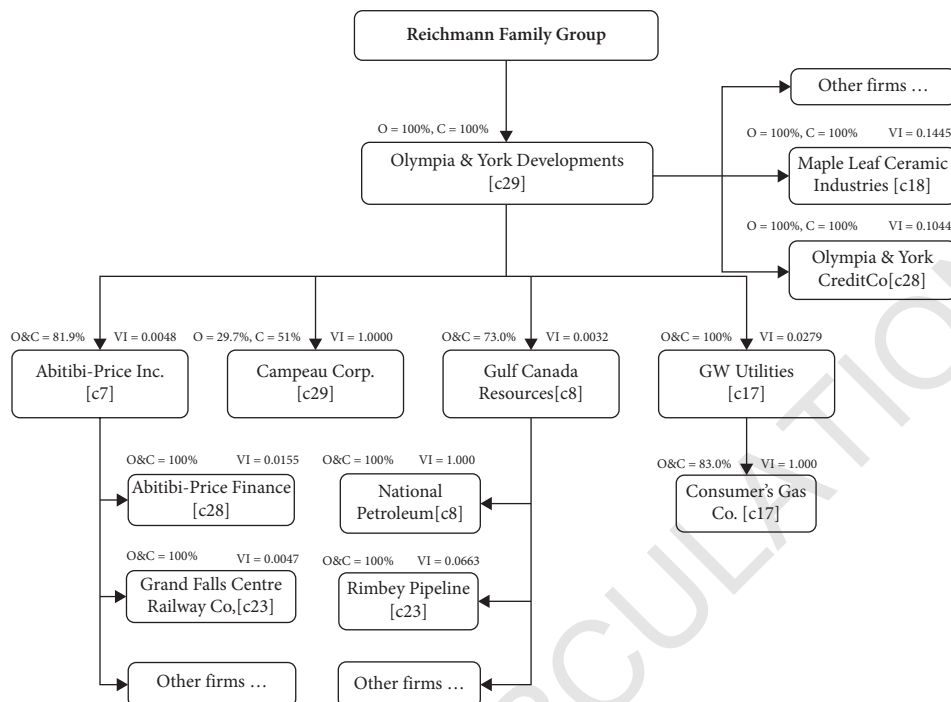 Reichmann Family Group
Other firms …
O = 100%, C = 100%
O = 100%, C = 100% VI = 0.1445
Olympia & York Developments
[c29]
Maple Leaf Ceramic
Industries [c18]
O = 100%, C = 100% VI = 0.1044
Olympia & York
CreditCo[c28]
O&C = 81.9% VI = 0.0048
Abitibi-Price Inc.
[c7]
O = 29.7%, C = 51% VI = 1.0000
Campeau Corp.
[c29]
O&C = 73.0% VI = 0.0032
Gulf Canada
Resources[c8]
O&C = 100% VI = 0.0279
GW Utilities
[c17]
O&C = 100% VI = 0.0155
Abitibi-Price Finance
[c28]
O&C = 100% VI = 1.000
National
Petroleum[c8]
O&C = 83.0% VI = 1.000
Consumer's Gas
Co. [c17]
O&C = 100% VI = 0.0047
Grand Falls Centre
Railway Co,[c23]
O&C = 100% VI = 0.0663
Rimbey Pipeline
[c23]
Other firms …
Other firms …
CULATION